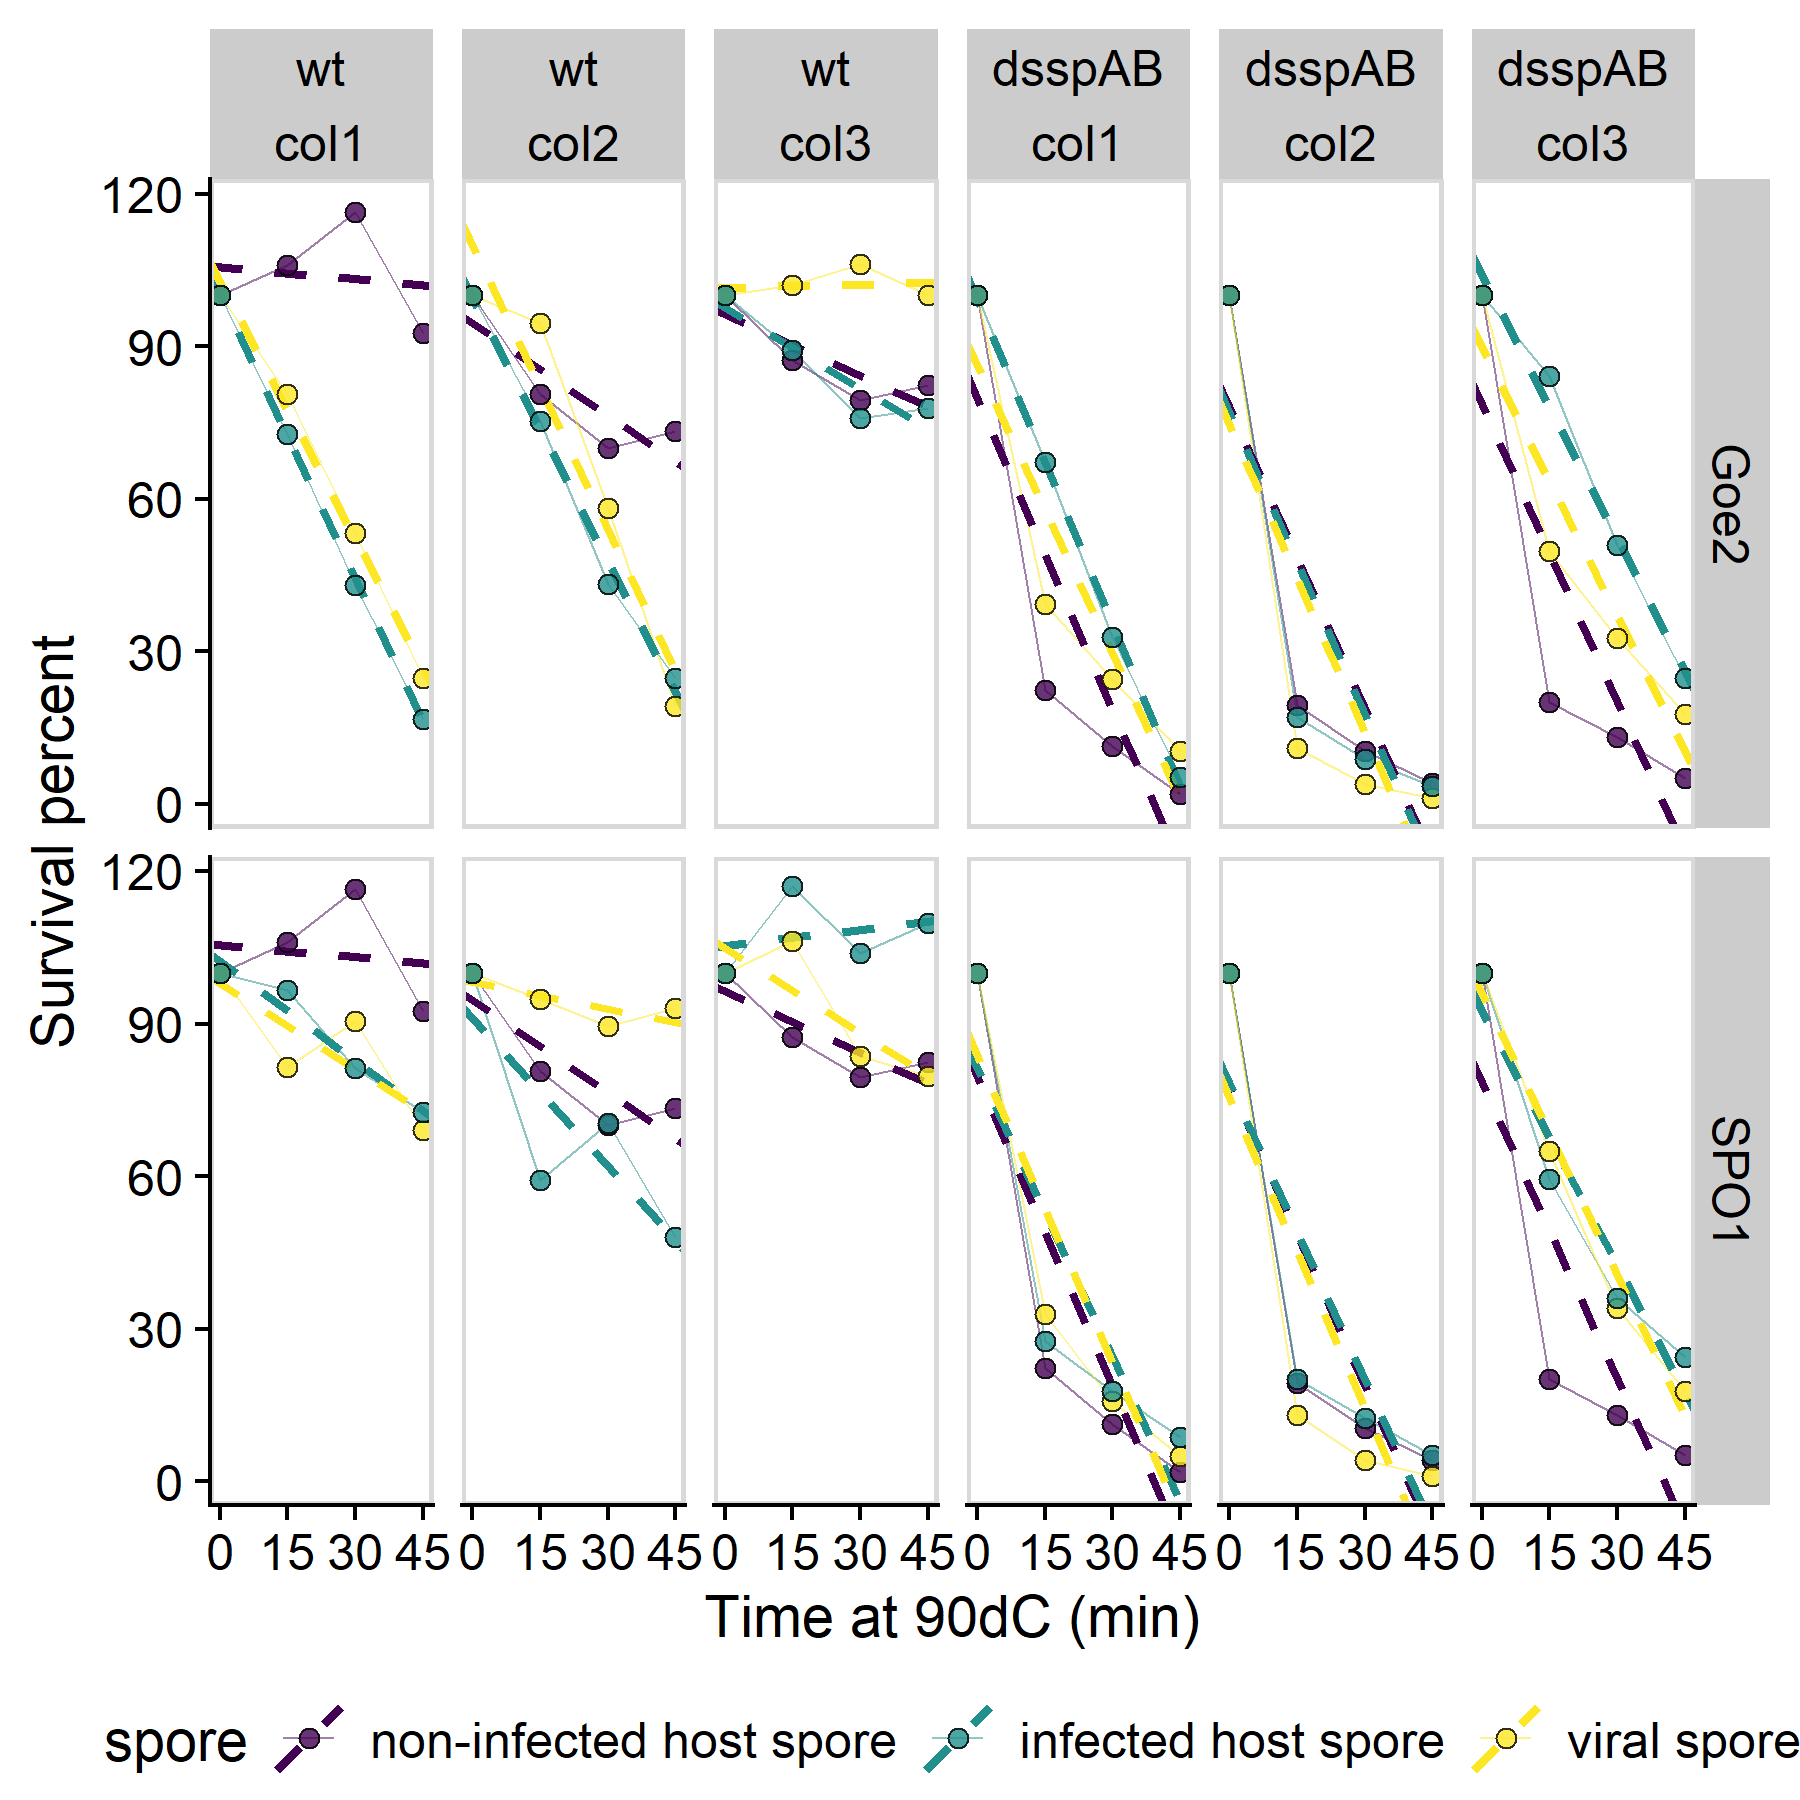 wt wt wt dsspAB dsspAB dsspAB
col1 col2 col3 col1 col2 col3
120
90
60
30
0
Goe2
Survival percent
120
90
60
30
0
SPO1
0 15 30 45 0 15 30 45 0 15 30 45 0 15 30 45 0 15 30 45 0 15 30 45
Time at 90dC (min)
spore non-infected host spore infected host spore viral spore